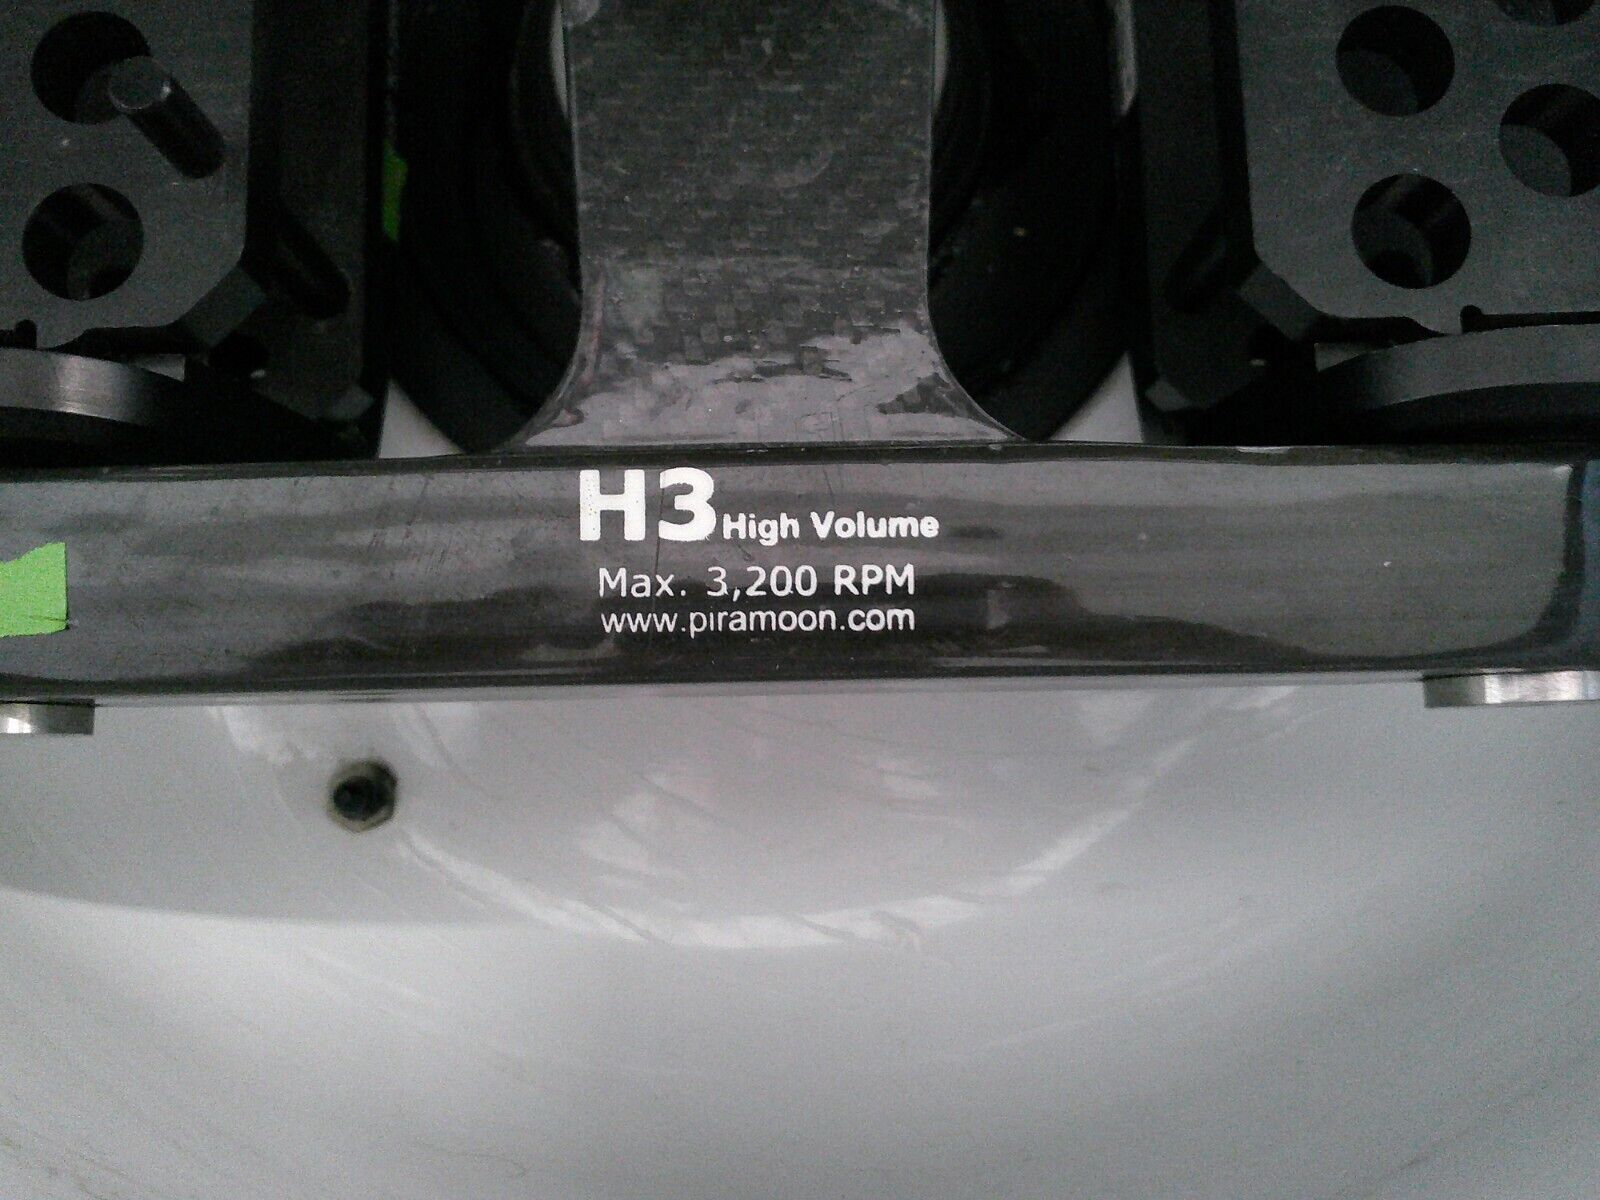 H3 High Volume
Max. 3,200 RPM
www.piramoon.com